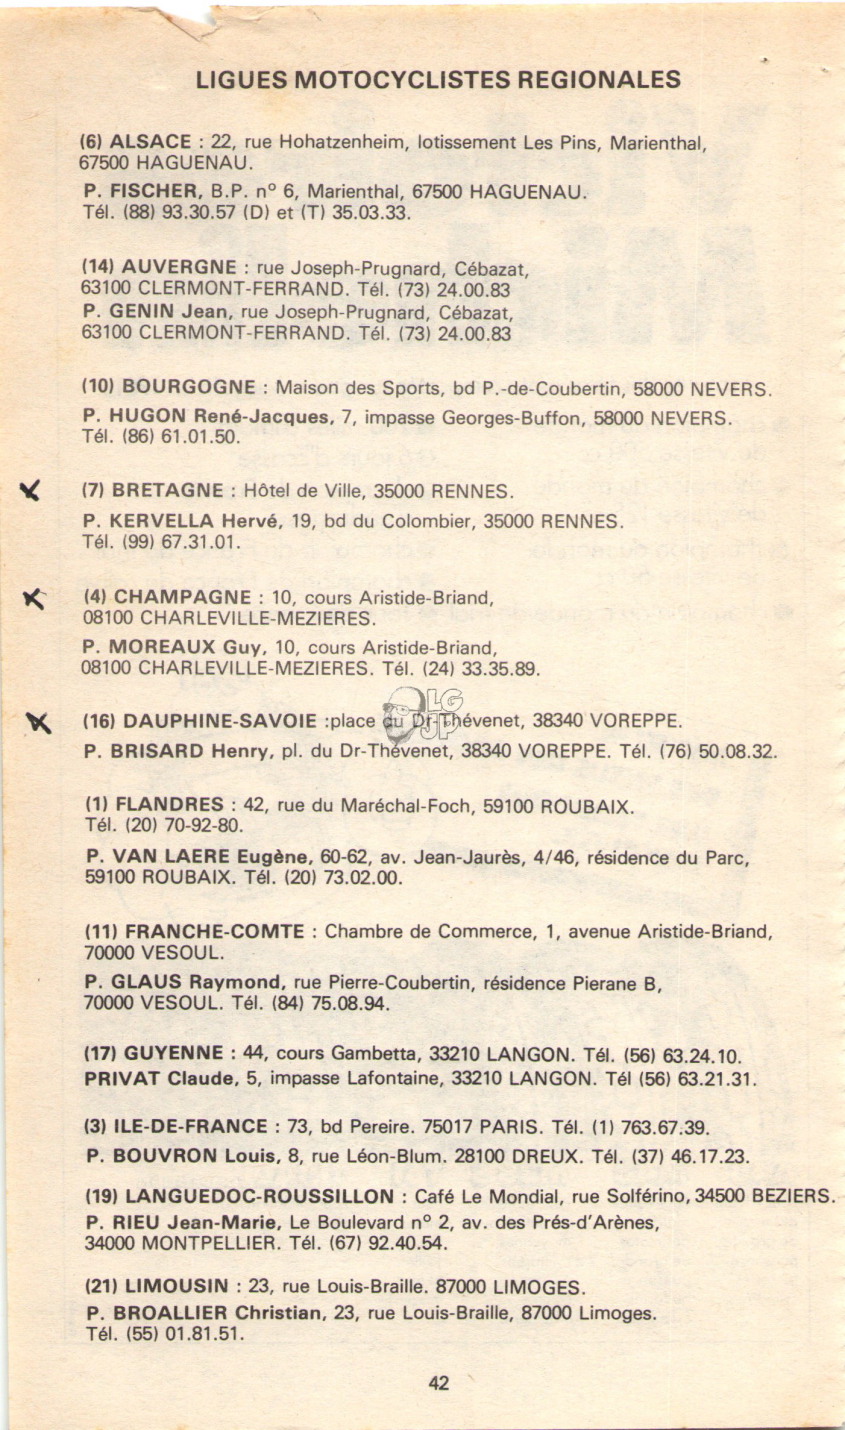 LIGUES MOTOCYCLISTES REGIONALES
(6) ALSACE : 22, rue Hohatzenheim, lotissement Les Pins, Marienthal,
67500 HAGUENAU.
P. FISCHER, B.P. nº 6, Marienthal, 67500 HAGUENAU.
Tél. (88) 93.30.57 (D) et (T) 35.03.33.
(14) AUVERGNE : rue Joseph-Prugnard, Cébazat,
63100 CLERMONT-FERRAND. Tél. (73) 24.00.83
P. GENIN Jean, rue Joseph-Prugnard, Cébazat,
63100 CLERMONT-FERRAND. Tél. (73) 24.00.83
(10) BOURGOGNE : Maison des Sports, bd P.-de-Coubertin, 58000 NEVERS.
P. HUGON René-Jacques, 7, impasse Georges-Buffon, 58000 NEVERS.
Tél. (86) 61.01.50.
(7) BRETAGNE : Hôtel de Ville, 35000 RENNES.
P. KERVELLA Hervé, 19, bd du Colombier, 35000 RENNES.
Tél. (99) 67.31.01.
(4) CHAMPAGNE : 10, cours Aristide-Briand,
08100 CHARLEVILLE-MEZIERES.
P. MOREAUX Guy, 10, cours Aristide-Briand,
08100 CHARLEVILLE-MEZIERES. Tél. (24) 33.35.89.
LG
JP
(16) DAUPHINE-SAVOIE :place du Dr-Thévenet, 38340 VOREPPE.
P. BRISARD Henry, pl. du Dr-Thévenet, 38340 VOREPPE. Tél. (76) 50.08.32.
(1) FLANDRES : 42, rue du Maréchal-Foch, 59100 ROUBAIX.
Tél. (20) 70-92-80.
P. VAN LAERE Eugène, 60-62, av. Jean-Jaurès, 4/46, résidence du Parc,
59100 ROUBAIX. Tél. (20) 73.02.00.
(11) FRANCHE-COMTE : Chambre de Commerce, 1, avenue Aristide-Briand,
70000 VESOUL.
P. GLAUS Raymond, rue Pierre-Coubertin, résidence Pierane B,
70000 VESOUL. Tél. (84) 75.08.94.
(17) GUYENNE : 44, cours Gambetta, 33210 LANGON. Tél. (56) 63.24.10.
PRIVAT Claude, 5, impasse Lafontaine, 33210 LANGON. Tél (56) 63.21.31.
(3) ILE-DE-FRANCE : 73, bd Pereire. 75017 PARIS. Tél. (1) 763.67.39.
P. BOUVRON Louis, 8, rue Léon-Blum. 28100 DREUX. Tél. (37) 46.17.23.
(19) LANGUEDOC-ROUSSILLON : Café Le Mondial, rue Solférino, 34500 BEZIERS.
P. RIEU Jean-Marie, Le Boulevard nº 2, av. des Prés-d'Arènes,
34000 MONTPELLIER. Tél. (67) 92.40.54.
(21) LIMOUSIN : 23, rue Louis-Braille. 87000 LIMOGES.
P. BROALLIER Christian, 23, rue Louis-Braille, 87000 Limoges.
Tél. (55) 01.81.51.
42